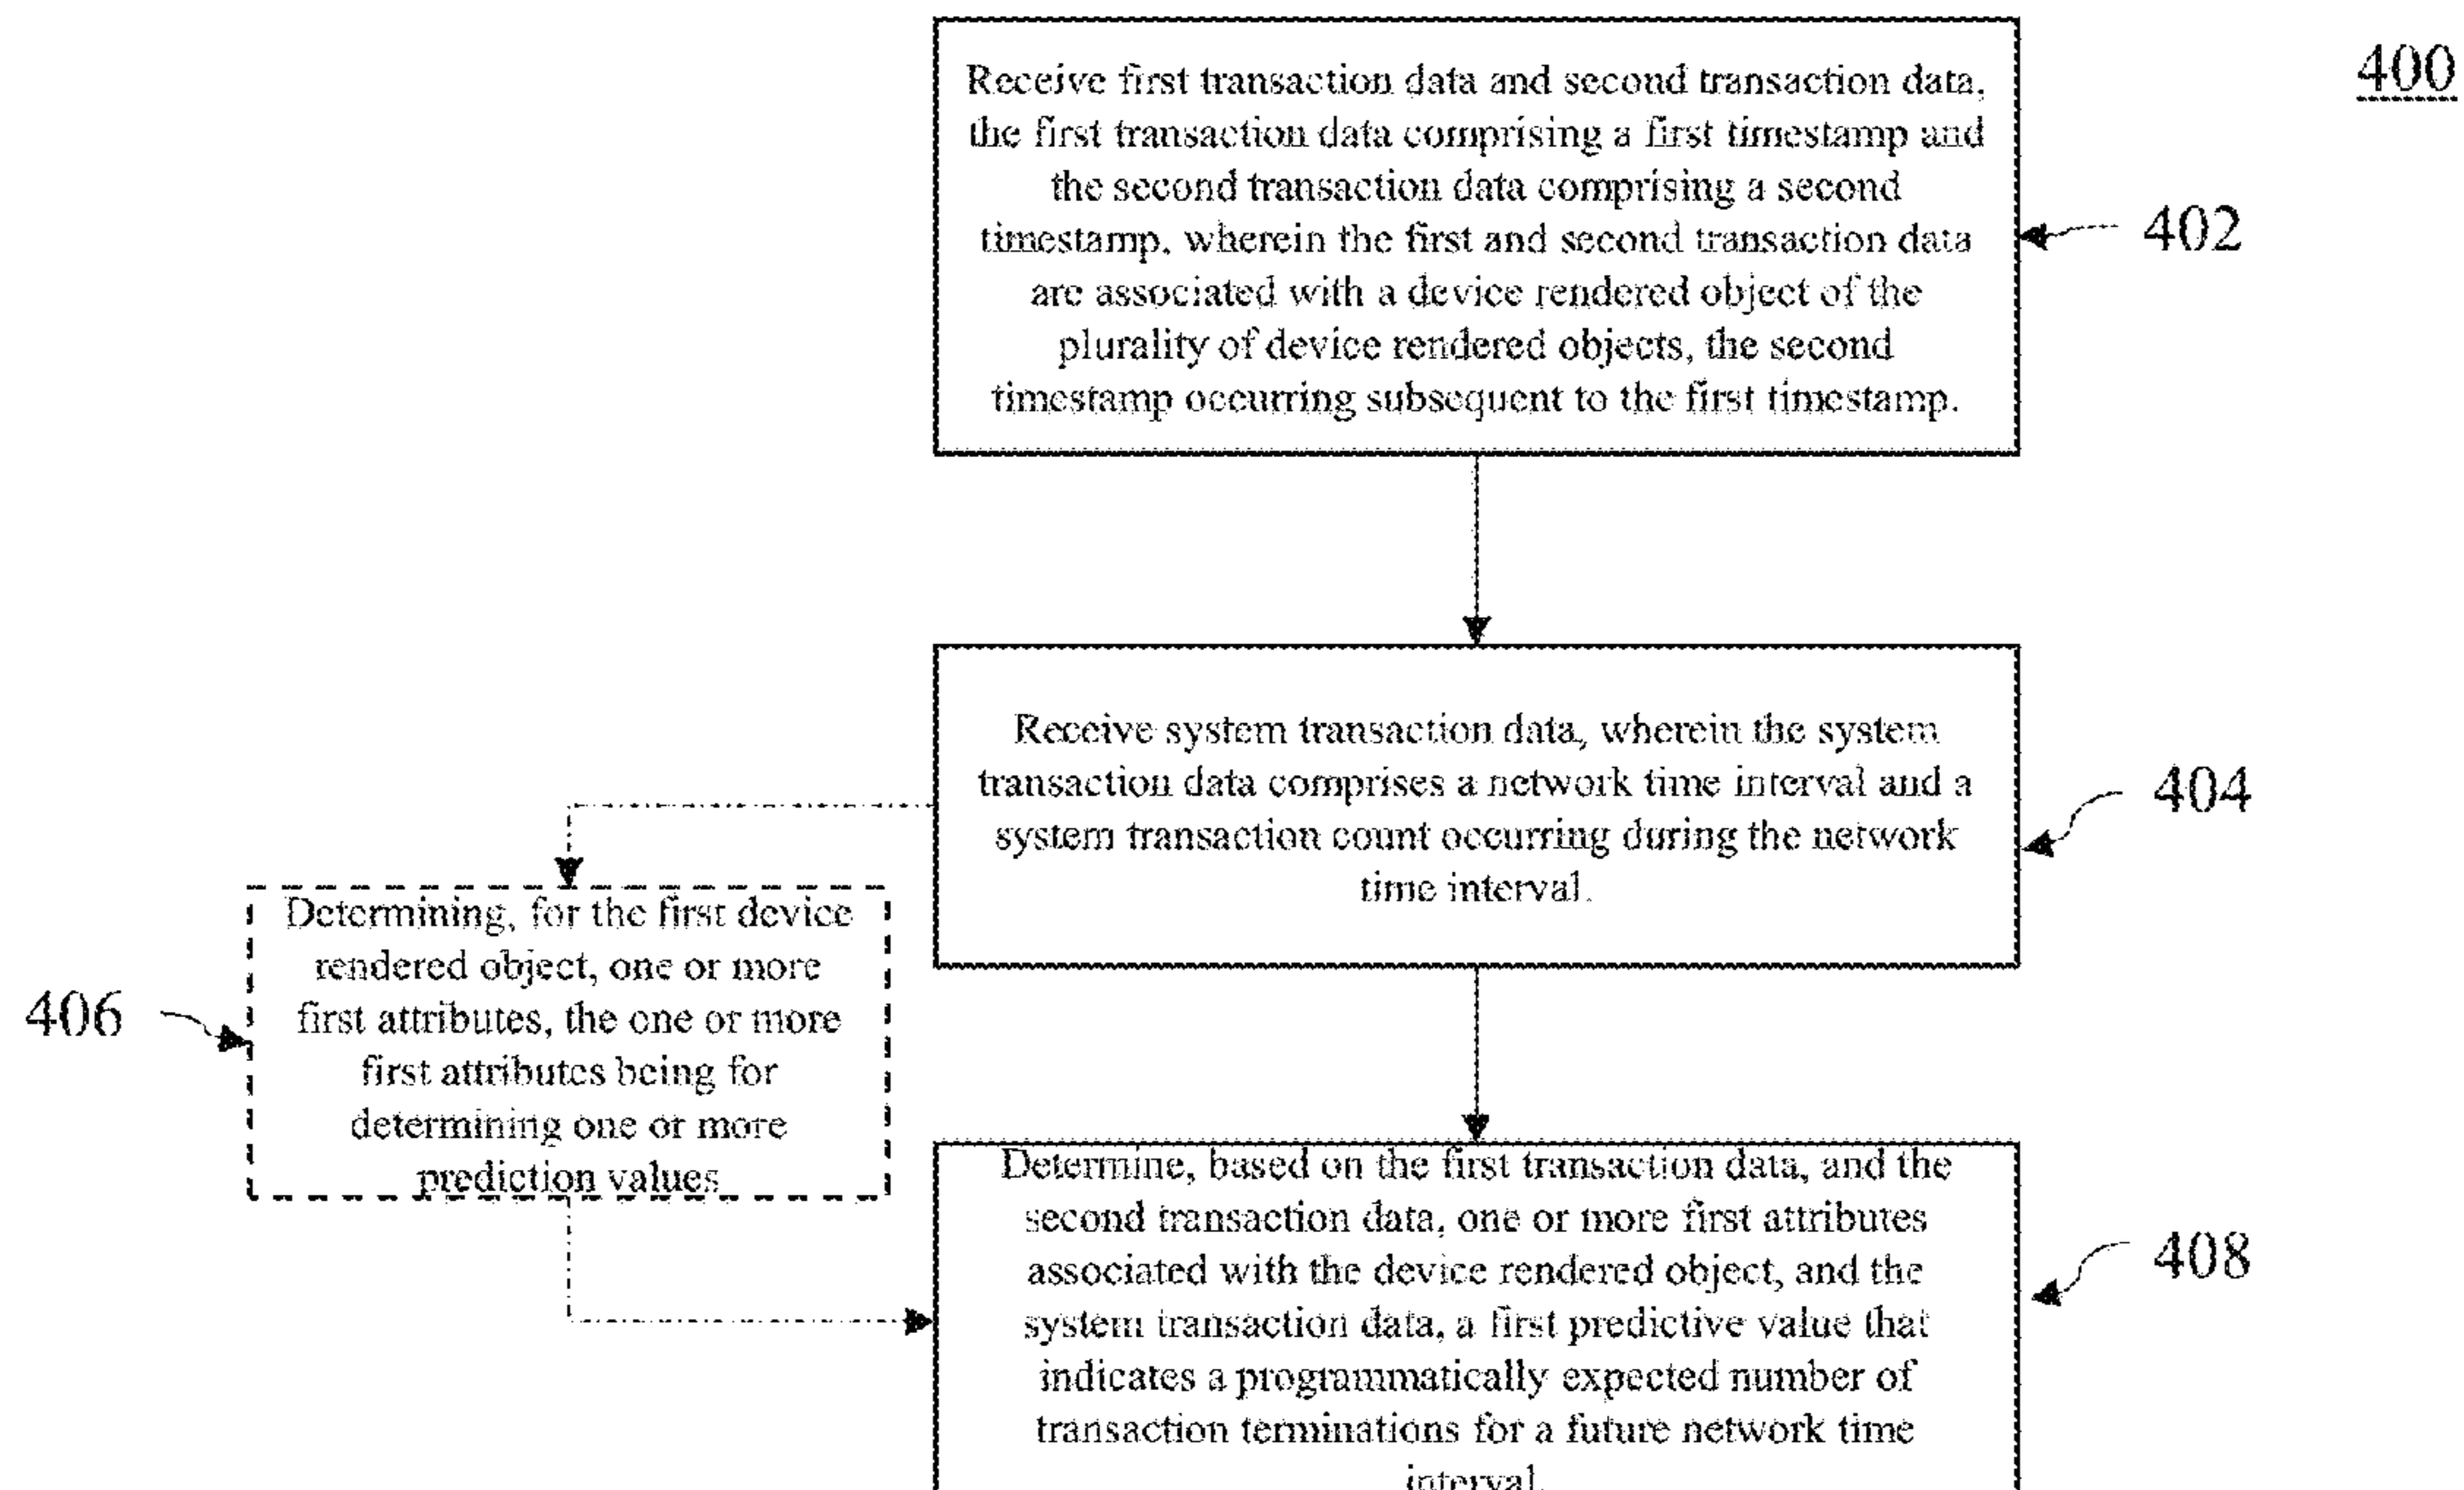 400
Receive first transaction data and second transaction data,
the first transaction data comprising a first timestamp and
the second transaction data comprising a second
timestamp, wherein the first and second transaction data
are associated with a device rendered object of the
plurality of device rendered objects, the second
timestamp occurring subsequent to the first timestamp.
402
Receive system transaction data, wherein the system
transaction data comprises a network time interval and a
system transaction count occurring during the network
time interval.
404
Determining, for the first device
rendered object, one or more
first attributes, the one or more
first attributes being for
determining one or more
prediction values
406
Determine, based on the first transaction data, and the
second transaction data, one or more first attributes
associated with the device rendered object, and the
system transaction data, a first predictive value that
indicates a programmatically expected number of
transaction terminations for a future network time
interval.
408